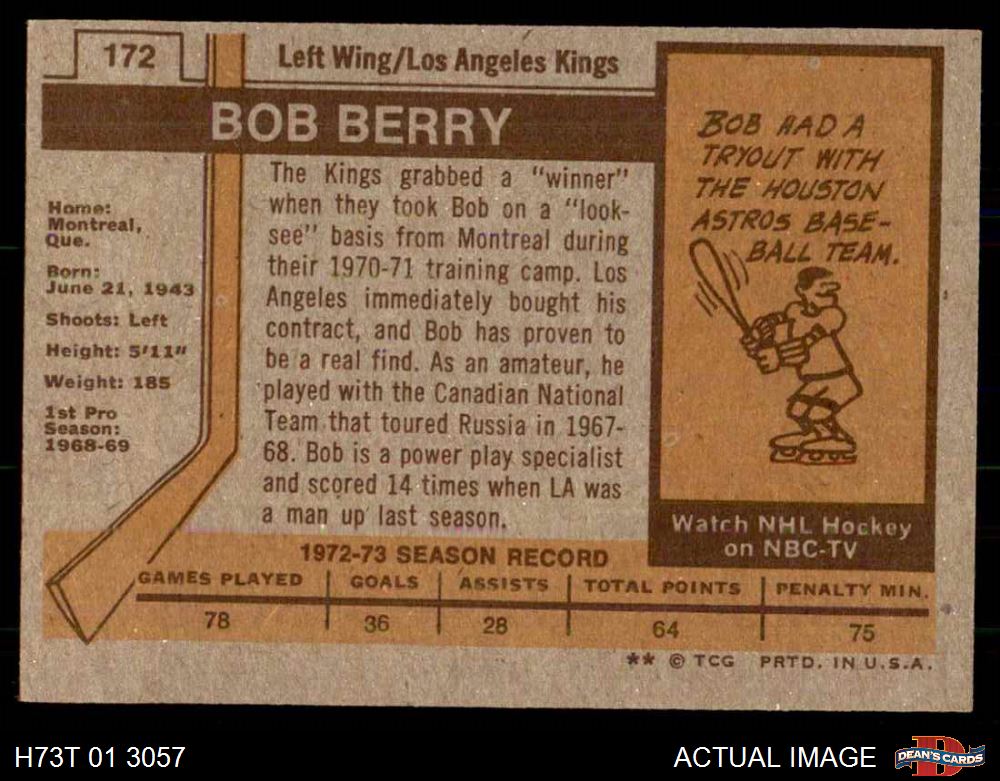 172
Left Wing/Los Angeles Kings
BOB BERRY
Home:
Montreal,
Que.
Born:
June 21, 1943
Shoots: Left
Height: 5'11"
Weight: 185
1st Pro
Season:
1968-69
The Kings grabbed a "winner"
when they took Bob on a "look-
see" basis from Montreal during
their 1970-71 training camp. Los
Angeles immediately bought his
contract, and Bob has proven to
be a real find. As an amateur, he
played with the Canadian National
Team that toured Russia in 1967-
68. Bob is a power play specialist
and scored 14 times when LA was
a man up last season.
BOB HAD A
TRYOUT WITH
THE HOUSTON
ASTROS BASE-
BALL TEAM.
Watch NHL Hockey
on NBC-TV
1972-73 SEASON RECORD
GAMES PLAYED GOALS ASSISTS TOTAL POINTS PENALTY MIN.
78 36 28 64 75
** © TCG PRTD. IN U.S.A.
H73T 01 3057
ACTUAL IMAGE
D
DEAN'S CARDS